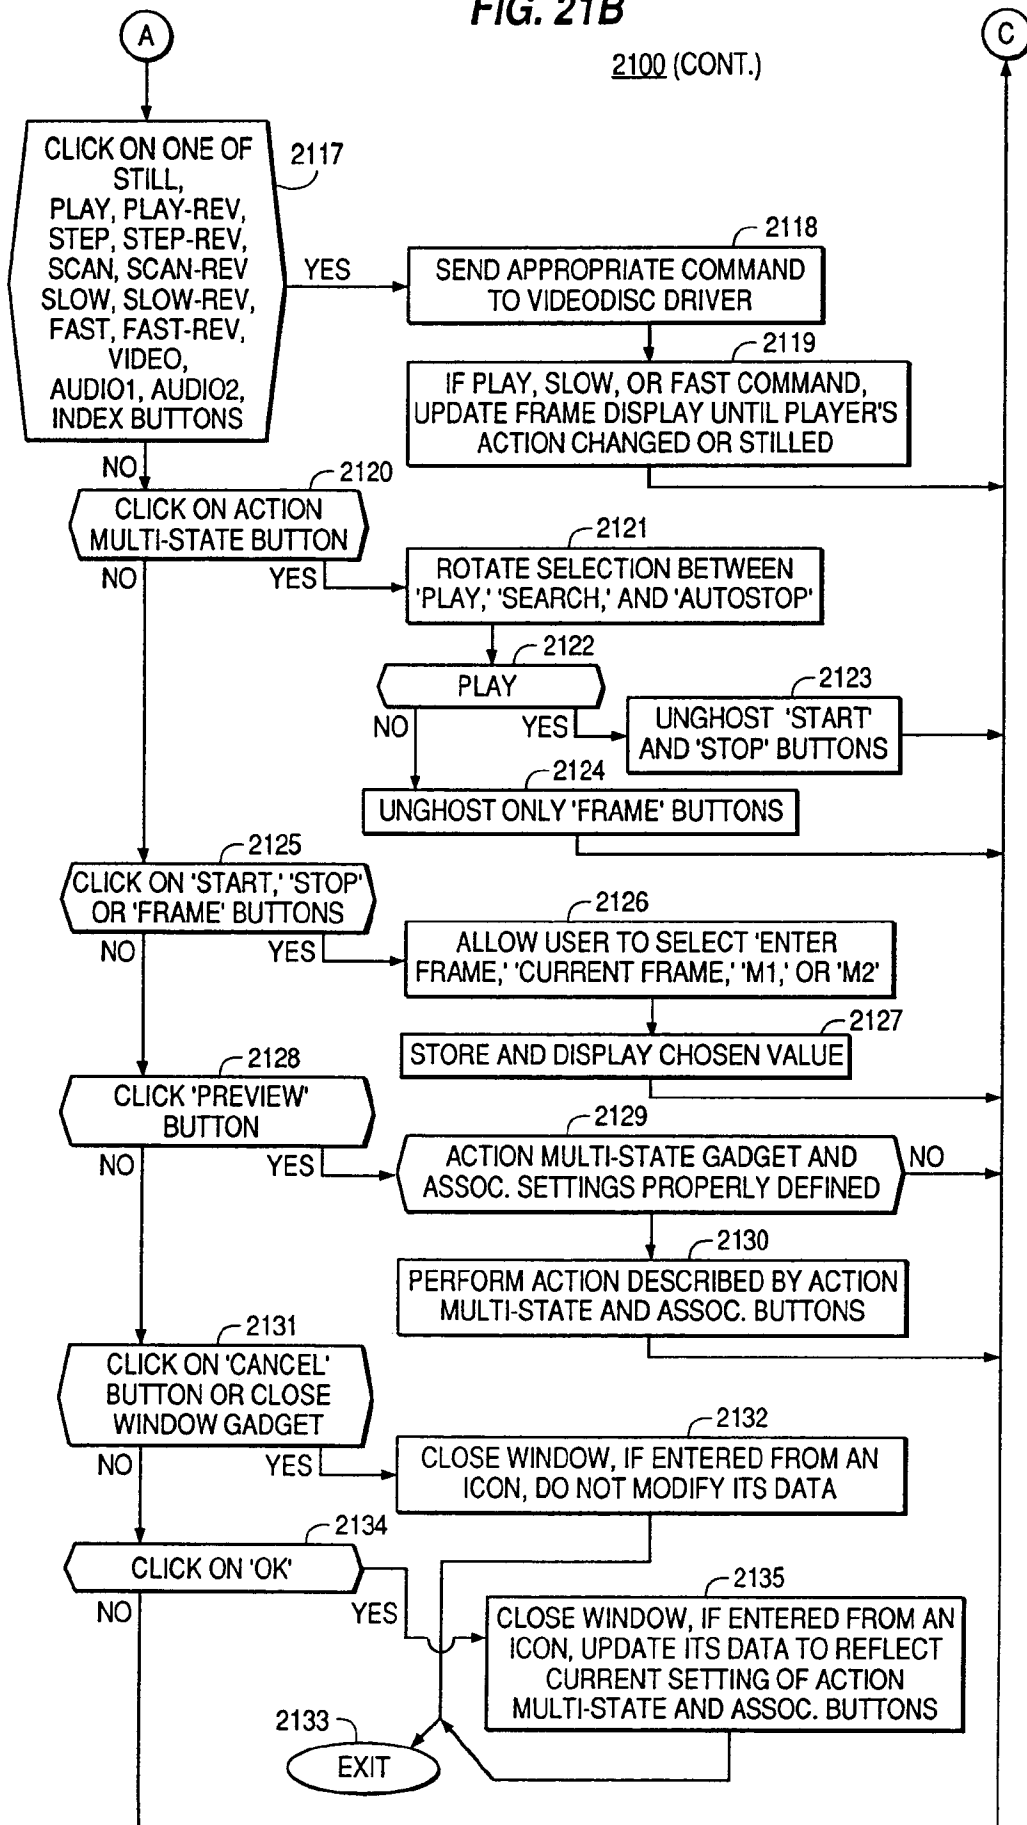 FIG. 21B
A
C
2100 (CONT.)
CLICK ON ONE OF
STILL,
PLAY, PLAY-REV,
STEP, STEP-REV,
SCAN, SCAN-REV
SLOW, SLOW-REV,
FAST, FAST-REV,
VIDEO,
AUDIO1, AUDIO2,
INDEX BUTTONS
2117
YES
NO
2118
SEND APPROPRIATE COMMAND
TO VIDEODISC DRIVER
2119
IF PLAY, SLOW, OR FAST COMMAND,
UPDATE FRAME DISPLAY UNTIL PLAYER'S
ACTION CHANGED OR STILLED
2120
CLICK ON ACTION
MULTI-STATE BUTTON
NO
YES
2121
ROTATE SELECTION BETWEEN
'PLAY,' 'SEARCH,' AND 'AUTOSTOP'
2122
PLAY
NO
YES
2123
UNGHOST 'START'
AND 'STOP' BUTTONS
2124
UNGHOST ONLY 'FRAME' BUTTONS
2125
CLICK ON 'START,' 'STOP'
OR 'FRAME' BUTTONS
NO
YES
2126
ALLOW USER TO SELECT 'ENTER
FRAME,' 'CURRENT FRAME,' 'M1,' OR 'M2'
2127
STORE AND DISPLAY CHOSEN VALUE
2128
CLICK 'PREVIEW'
BUTTON
NO
YES
2129
ACTION MULTI-STATE GADGET AND
ASSOC. SETTINGS PROPERLY DEFINED
NO
2130
PERFORM ACTION DESCRIBED BY ACTION
MULTI-STATE AND ASSOC. BUTTONS
2131
CLICK ON 'CANCEL'
BUTTON OR CLOSE
WINDOW GADGET
NO
YES
2132
CLOSE WINDOW, IF ENTERED FROM AN
ICON, DO NOT MODIFY ITS DATA
2134
CLICK ON 'OK'
NO
YES
2135
CLOSE WINDOW, IF ENTERED FROM AN
ICON, UPDATE ITS DATA TO REFLECT
CURRENT SETTING OF ACTION
MULTI-STATE AND ASSOC. BUTTONS
2133
EXIT